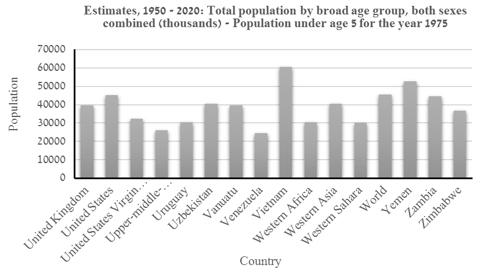 Estimates, 1950 - 2020: Total population by broad age group, both sexes
combined (thousands) - Population under age 5 for the year 1975
70000
60000
50000
40000
30000
20000
10000
0
Population
United Kingdom
United States
United States Virgin...
Upper-middle-...
Uruguay
Uzbekistan
Vanuatu
Venezuela
Vietnam
Western Africa
Western Asia
Western Sahara
World
Yemen
Zambia
Zimbabwe
Country